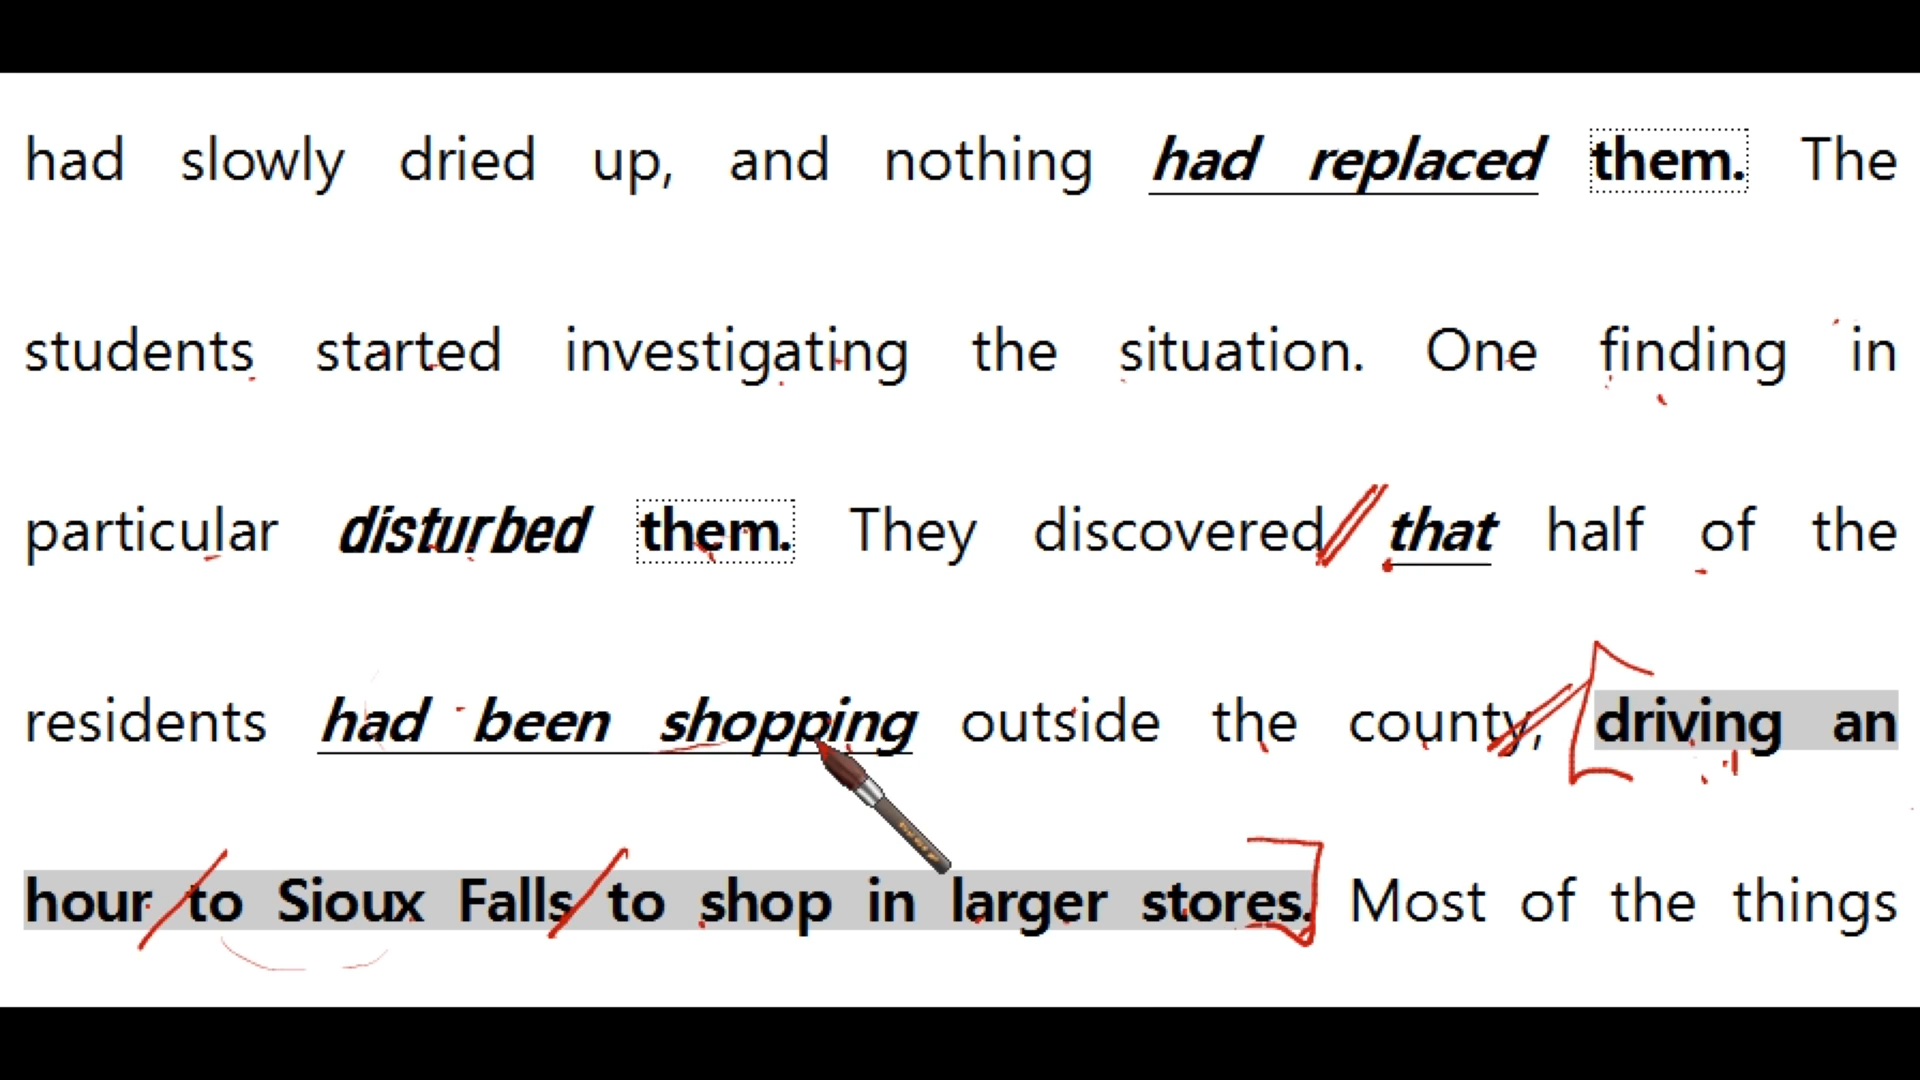 had slowly dried up, and nothing had replaced them. The
students started investigating the situation. One finding in
particular disturbed them. They discovered that half of the
residents had been shopping outside the county, driving an
hour to Sioux Falls to shop in larger stores. Most of the things